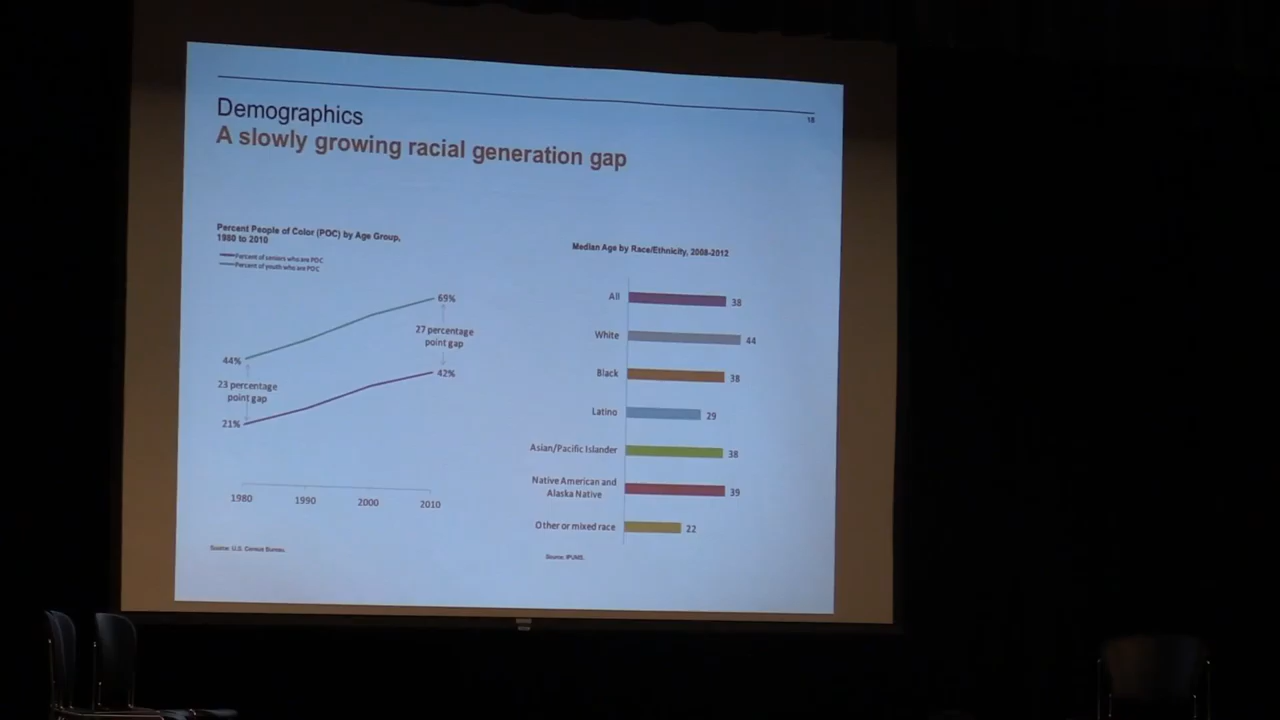 18
Demographics
A slowly growing racial generation gap
Percent People of Color (POC) by Age Group,
1980 to 2010
Percent of seniors who are POC
Percent of youth who are POC
69%
27 percentage
point gap
44%
23 percentage
point gap
42%
21%
1980 1990 2000 2010
Source: U.S. Census Bureau.
Median Age by Race/Ethnicity, 2008-2012
All 38
White 44
Black 38
Latino 29
Asian/Pacific Islander 38
Native American and
Alaska Native 39
Other or mixed race 22
Source: IPUMS.